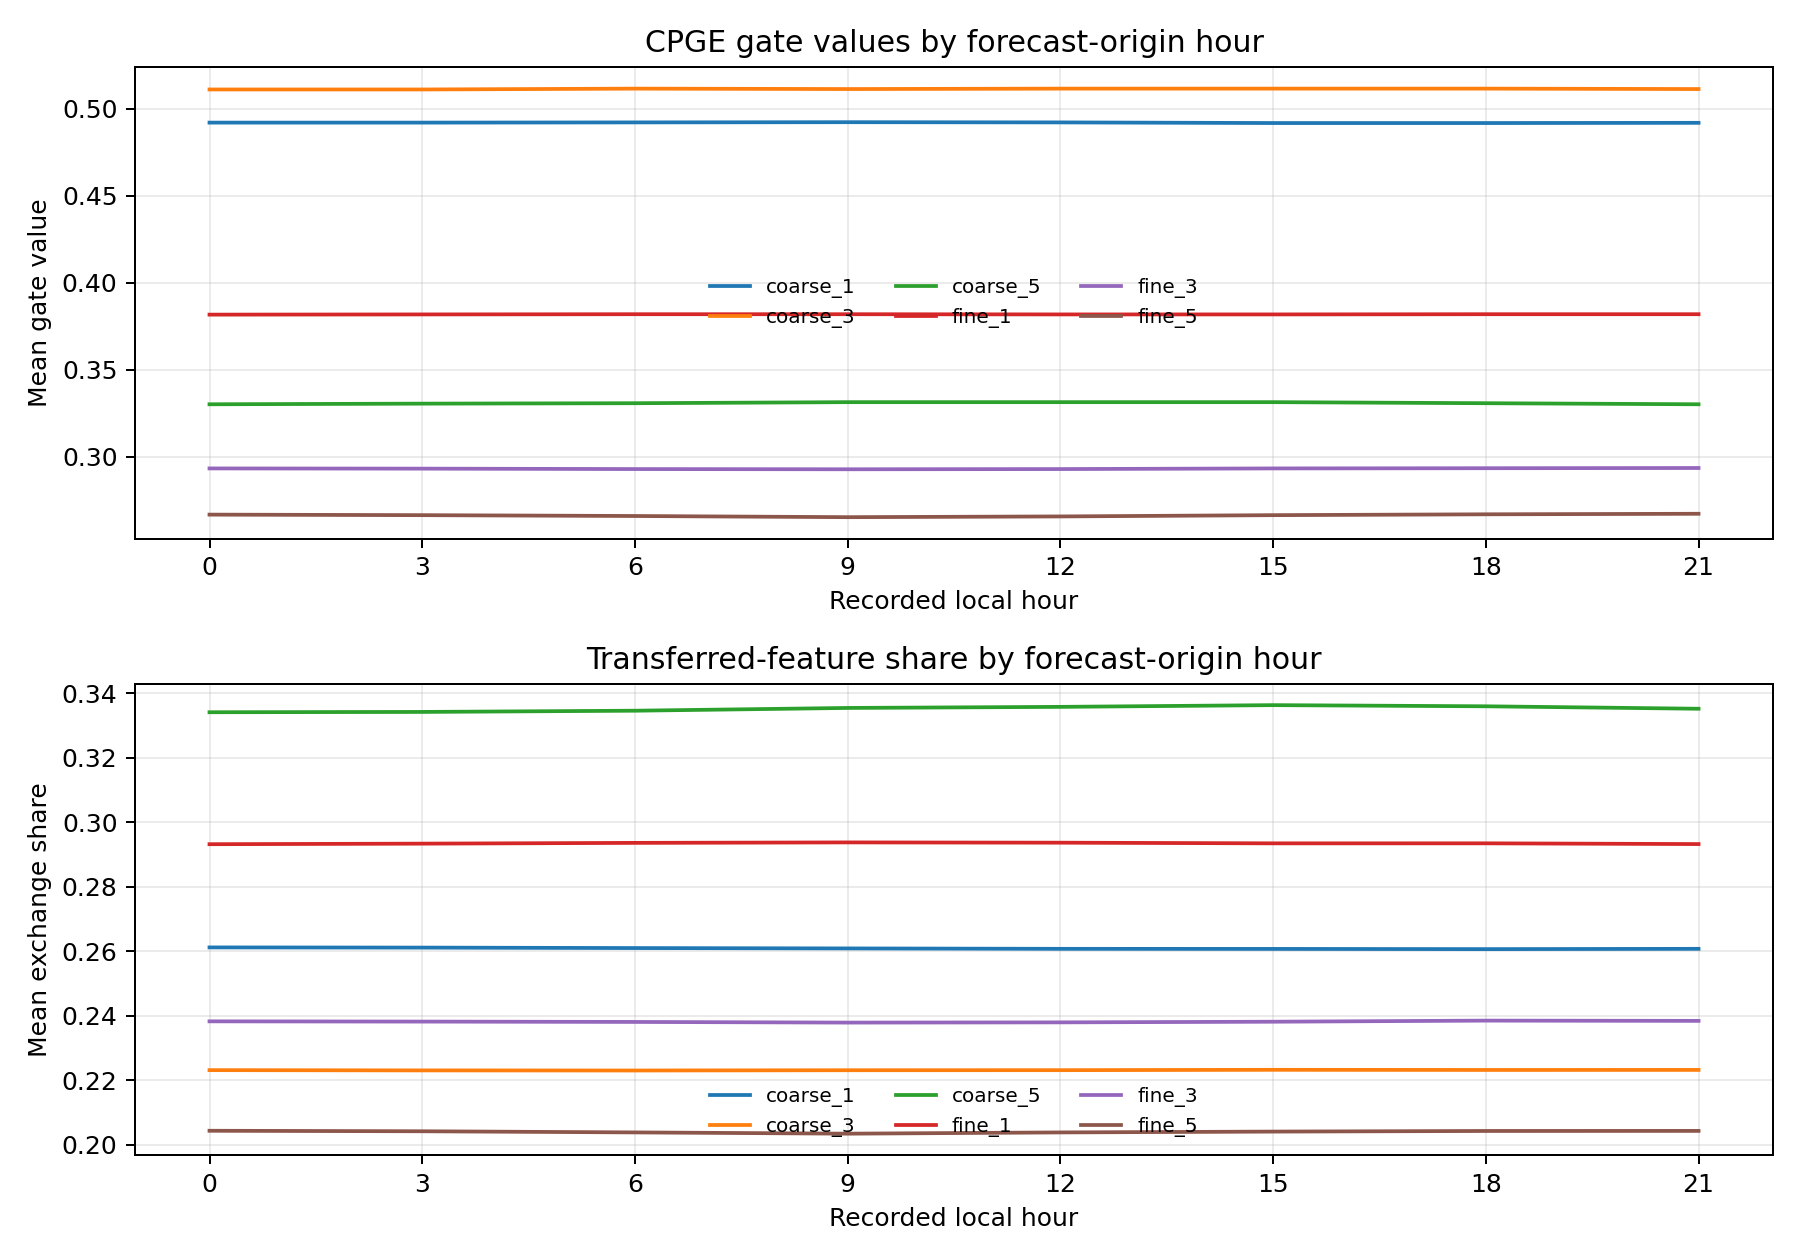 CPGE gate values by forecast-origin hour
Mean gate value
0.50
0.45
0.40
0.35
0.30
coarse_1 coarse_5 fine_3
coarse_3 fine_1 fine_5
0 3 6 9 12 15 18 21
Recorded local hour
Transferred-feature share by forecast-origin hour
Mean exchange share
0.34
0.32
0.30
0.28
0.26
0.24
0.22
0.20
coarse_1 coarse_5 fine_3
coarse_3 fine_1 fine_5
0 3 6 9 12 15 18 21
Recorded local hour